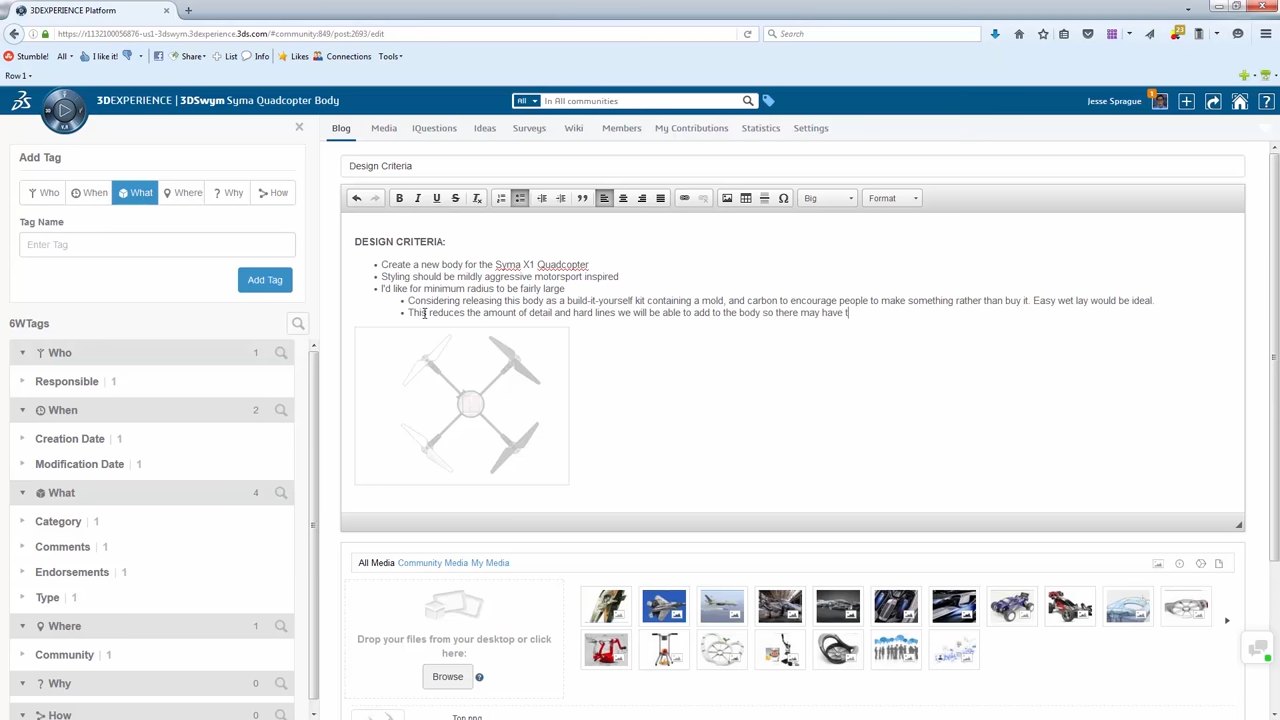 3DEXPERIENCE Platform
https://r1132100056876-us1-3dswym.3dexperience.3ds.com/#community:849/post:2693/edit
Search
23
Stumble! All I like it! Share List Info Likes Connections Tools
Row 1
3DEXPERIENCE | 3DSwym Syma Quadcopter Body
All In All communities
Jesse Sprague 1
V.R
Add Tag
Blog Media IQuestions Ideas Surveys Wiki Members My Contributions Statistics Settings
Who When What Where Why How
Tag Name
Enter Tag
Add Tag
6WTags
Who 1
Responsible 1
When 2
Creation Date 1
Modification Date 1
What 4
Category 1
Comments 1
Endorsements 1
Type 1
Where 1
Community 1
Why 0
How 0
Design Criteria
B I U S Tx Big Format
DESIGN CRITERIA:
• Create a new body for the Syma X1 Quadcopter
• Styling should be mildly aggressive motorsport inspired
• I'd like for minimum radius to be fairly large
• Considering releasing this body as a build-it-yourself kit containing a mold, and carbon to encourage people to make something rather than buy it. Easy wet lay would be ideal.
• This reduces the amount of detail and hard lines we will be able to add to the body so there may have t
All Media Community Media My Media
Drop your files from your desktop or click
here:
Browse
Top.png